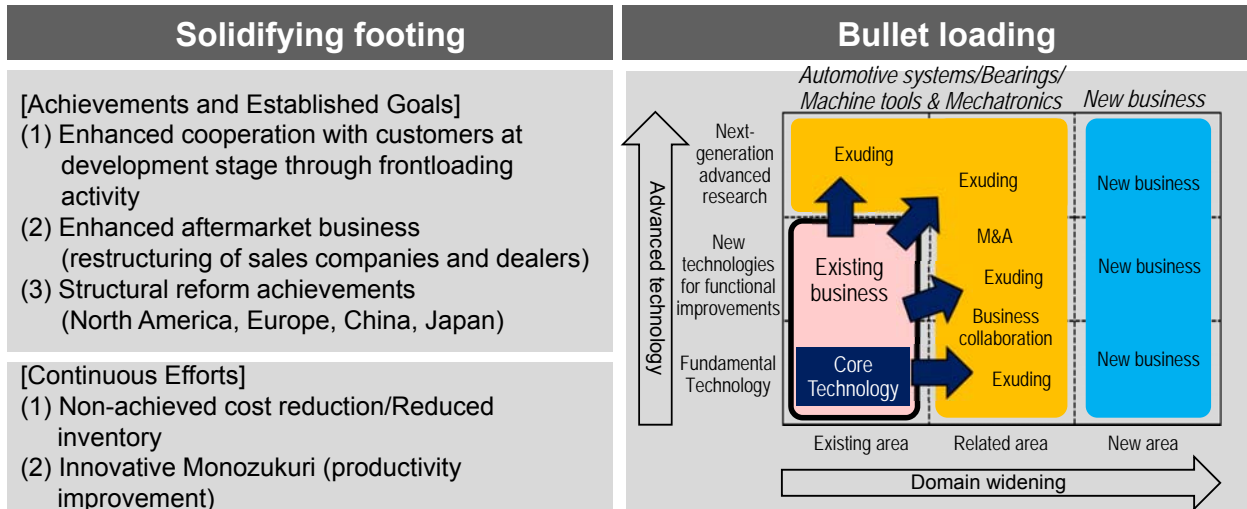 Solidifying footing
[Achievements and Established Goals]
(1) Enhanced cooperation with customers at
development stage through frontloading
activity
(2) Enhanced aftermarket business
(restructuring of sales companies and dealers)
(3) Structural reform achievements
(North America, Europe, China, Japan)
[Continuous Efforts]
(1) Non-achieved cost reduction/Reduced
inventory
(2) Innovative Monozukuri (productivity
improvement)
Bullet loading
Automotive systems/Bearings/
Machine tools & Mechatronics
New business
Advanced technology
Next-
generation
advanced
research
New
technologies
for functional
improvements
Fundamental
Technology
Exuding
Exuding
M&A
Existing
business
Exuding
Business
collaboration
Core
Technology
Exuding
New business
New business
New business
Existing area
Related area
New area
Domain widening